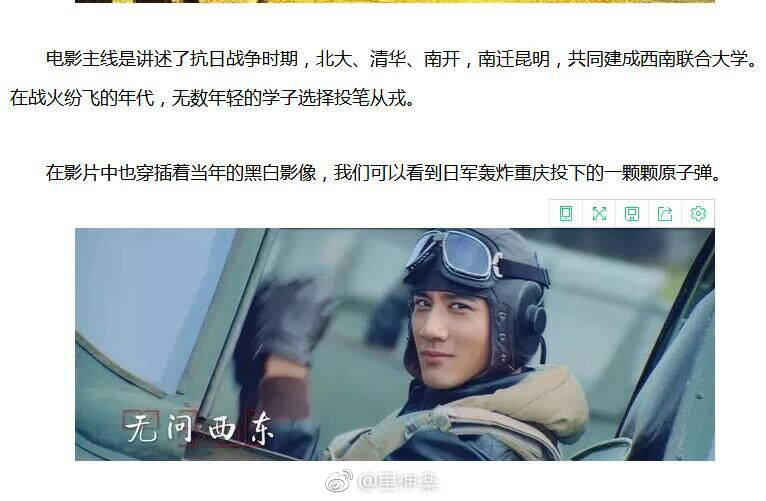 电影主线是讲述了抗日战争时期，北大、清华、南开，南迁昆明，共同建成西南联合大学。
在战火纷飞的年代，无数年轻的学子选择投笔从戎。
在影片中也穿插着当年的黑白影像，我们可以看到日军轰炸重庆投下的一颗颗原子弹。
无问西东
@里神楽